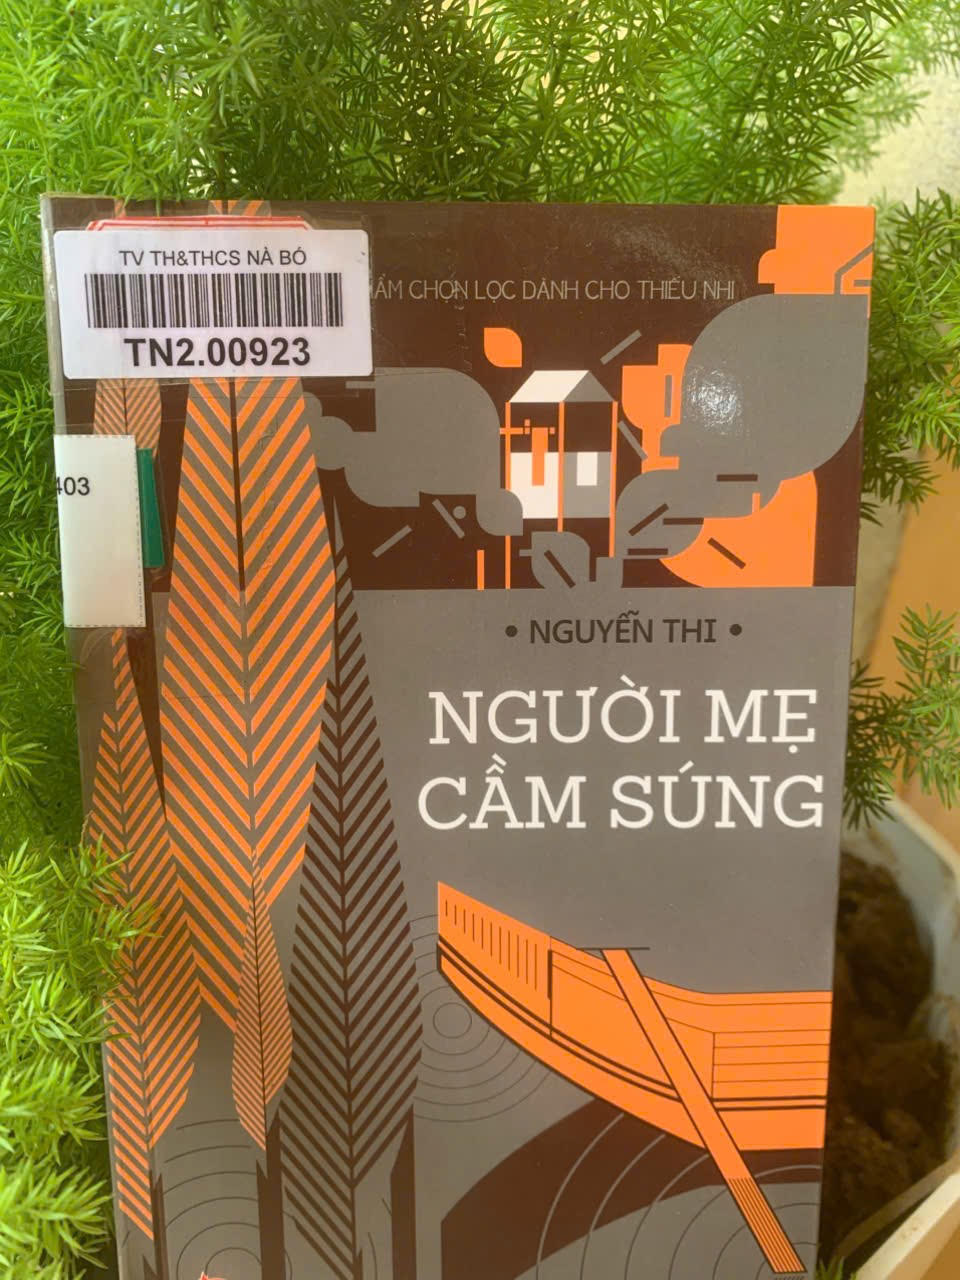 TV TH&THCS NÀ BÓ
CHỌN LỌC DÀNH CHO THIẾU NHI
TN2.00923
403
• NGUYỄN THI •
NGƯỜI MẸ
CẦM SÚNG